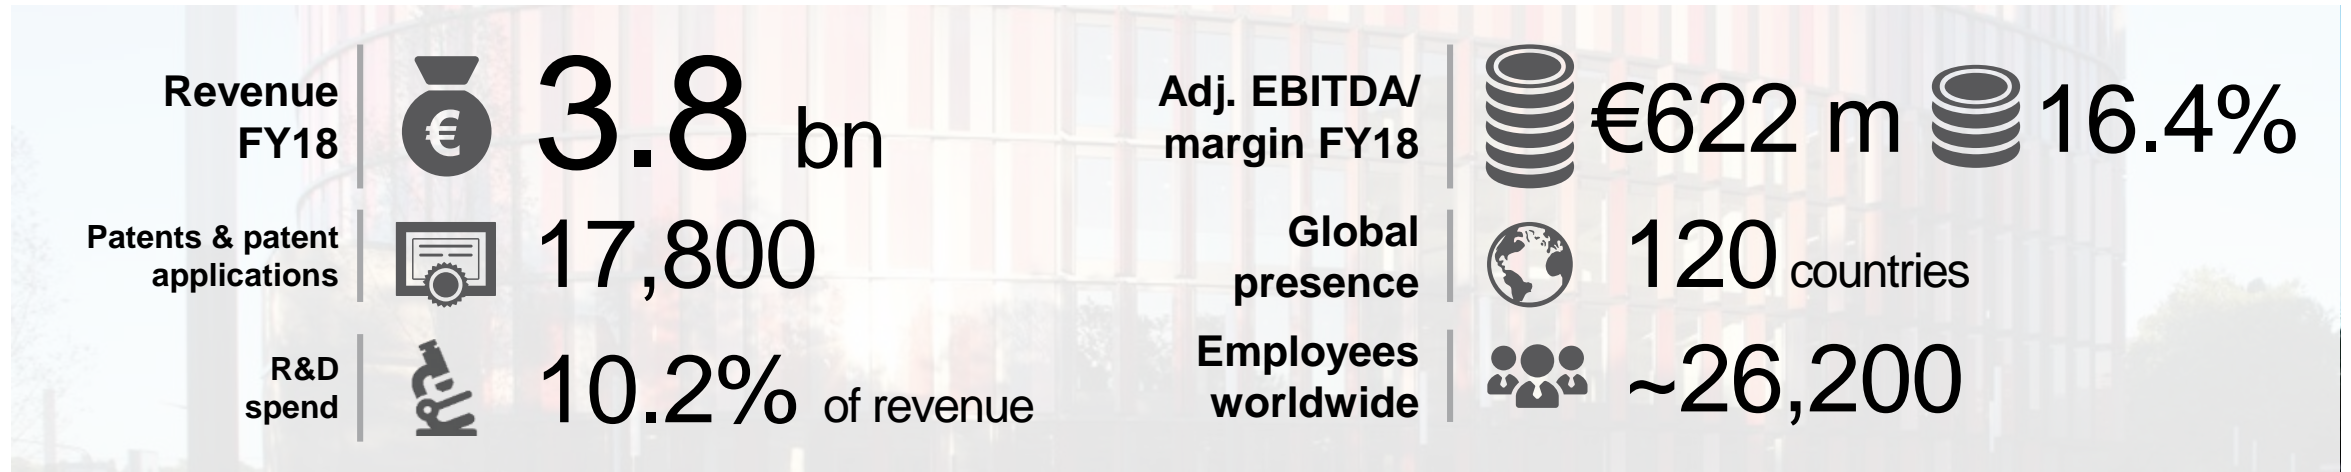 Revenue
FY18
€ 3.8 bn
Adj. EBITDA/
margin FY18
€622 m 16.4%
Patents & patent
applications
17,800
Global
presence
120 countries
R&D
spend
10.2% of revenue
Employees
worldwide
~26,200